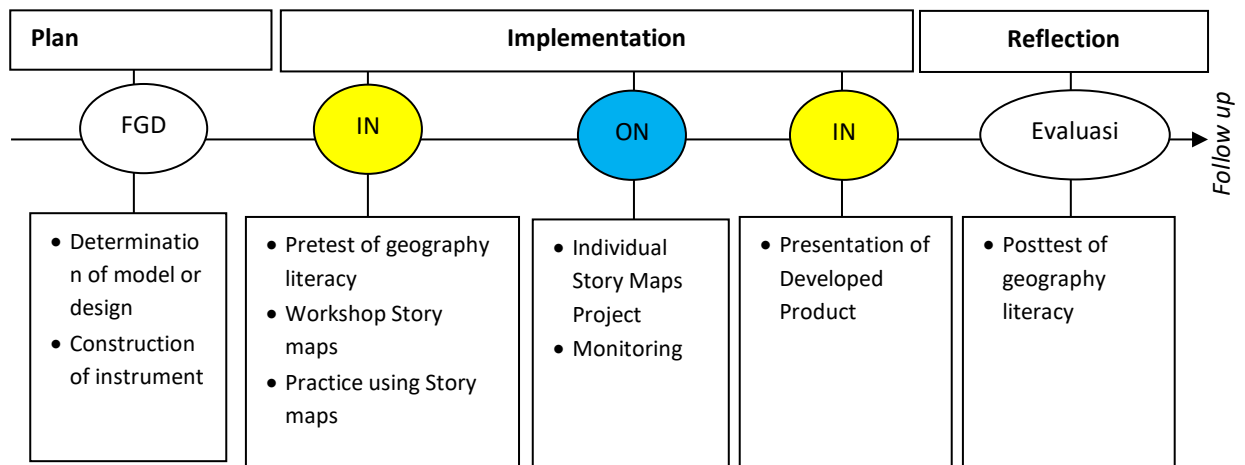 Plan
Implementation
Reflection
FGD
IN
ON
IN
Evaluasi
Follow up
• Determinatio
n of model or
design
• Construction
of instrument
• Pretest of geography
literacy
• Workshop Story
maps
• Practice using Story
maps
• Individual
Story Maps
Project
• Monitoring
• Presentation of
Developed
Product
• Posttest of
geography
literacy